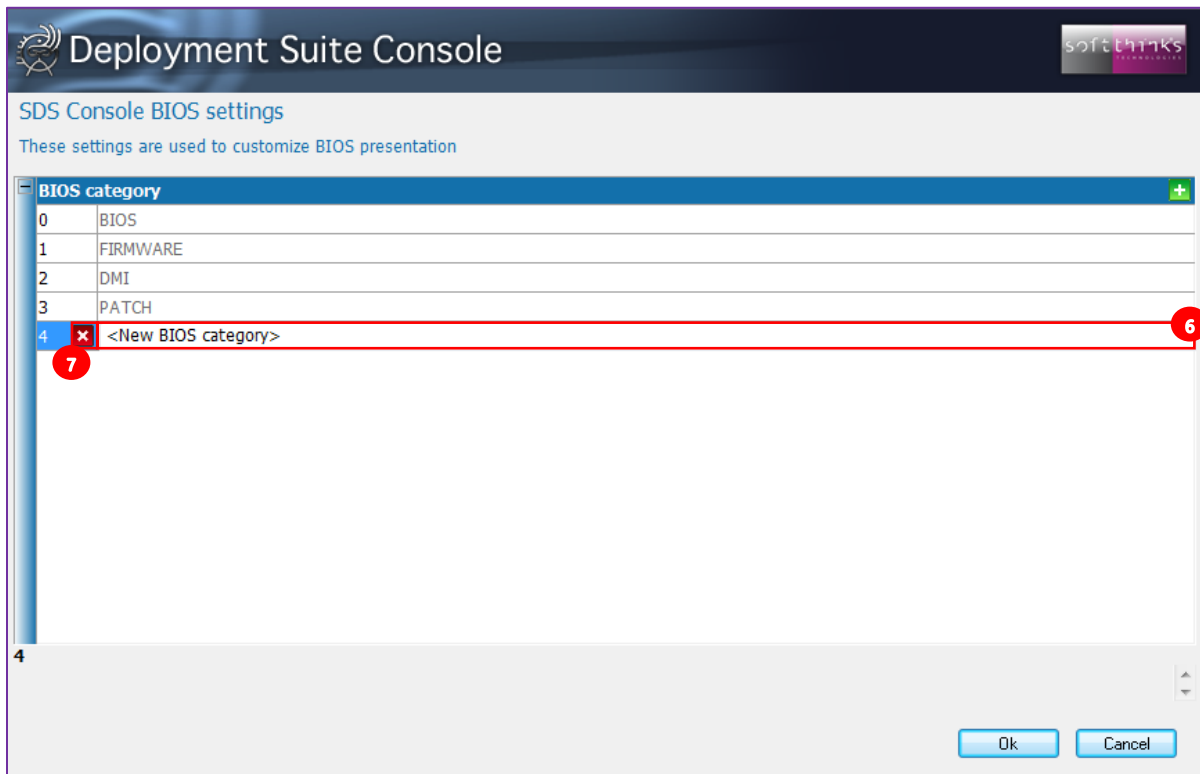 Deployment Suite Console
softthinks
TECHNOLOGIES
SDS Console BIOS settings
These settings are used to customize BIOS presentation
BIOS category
0 BIOS
1 FIRMWARE
2 DMI
3 PATCH
4 <New BIOS category>
6
7
4
Ok Cancel